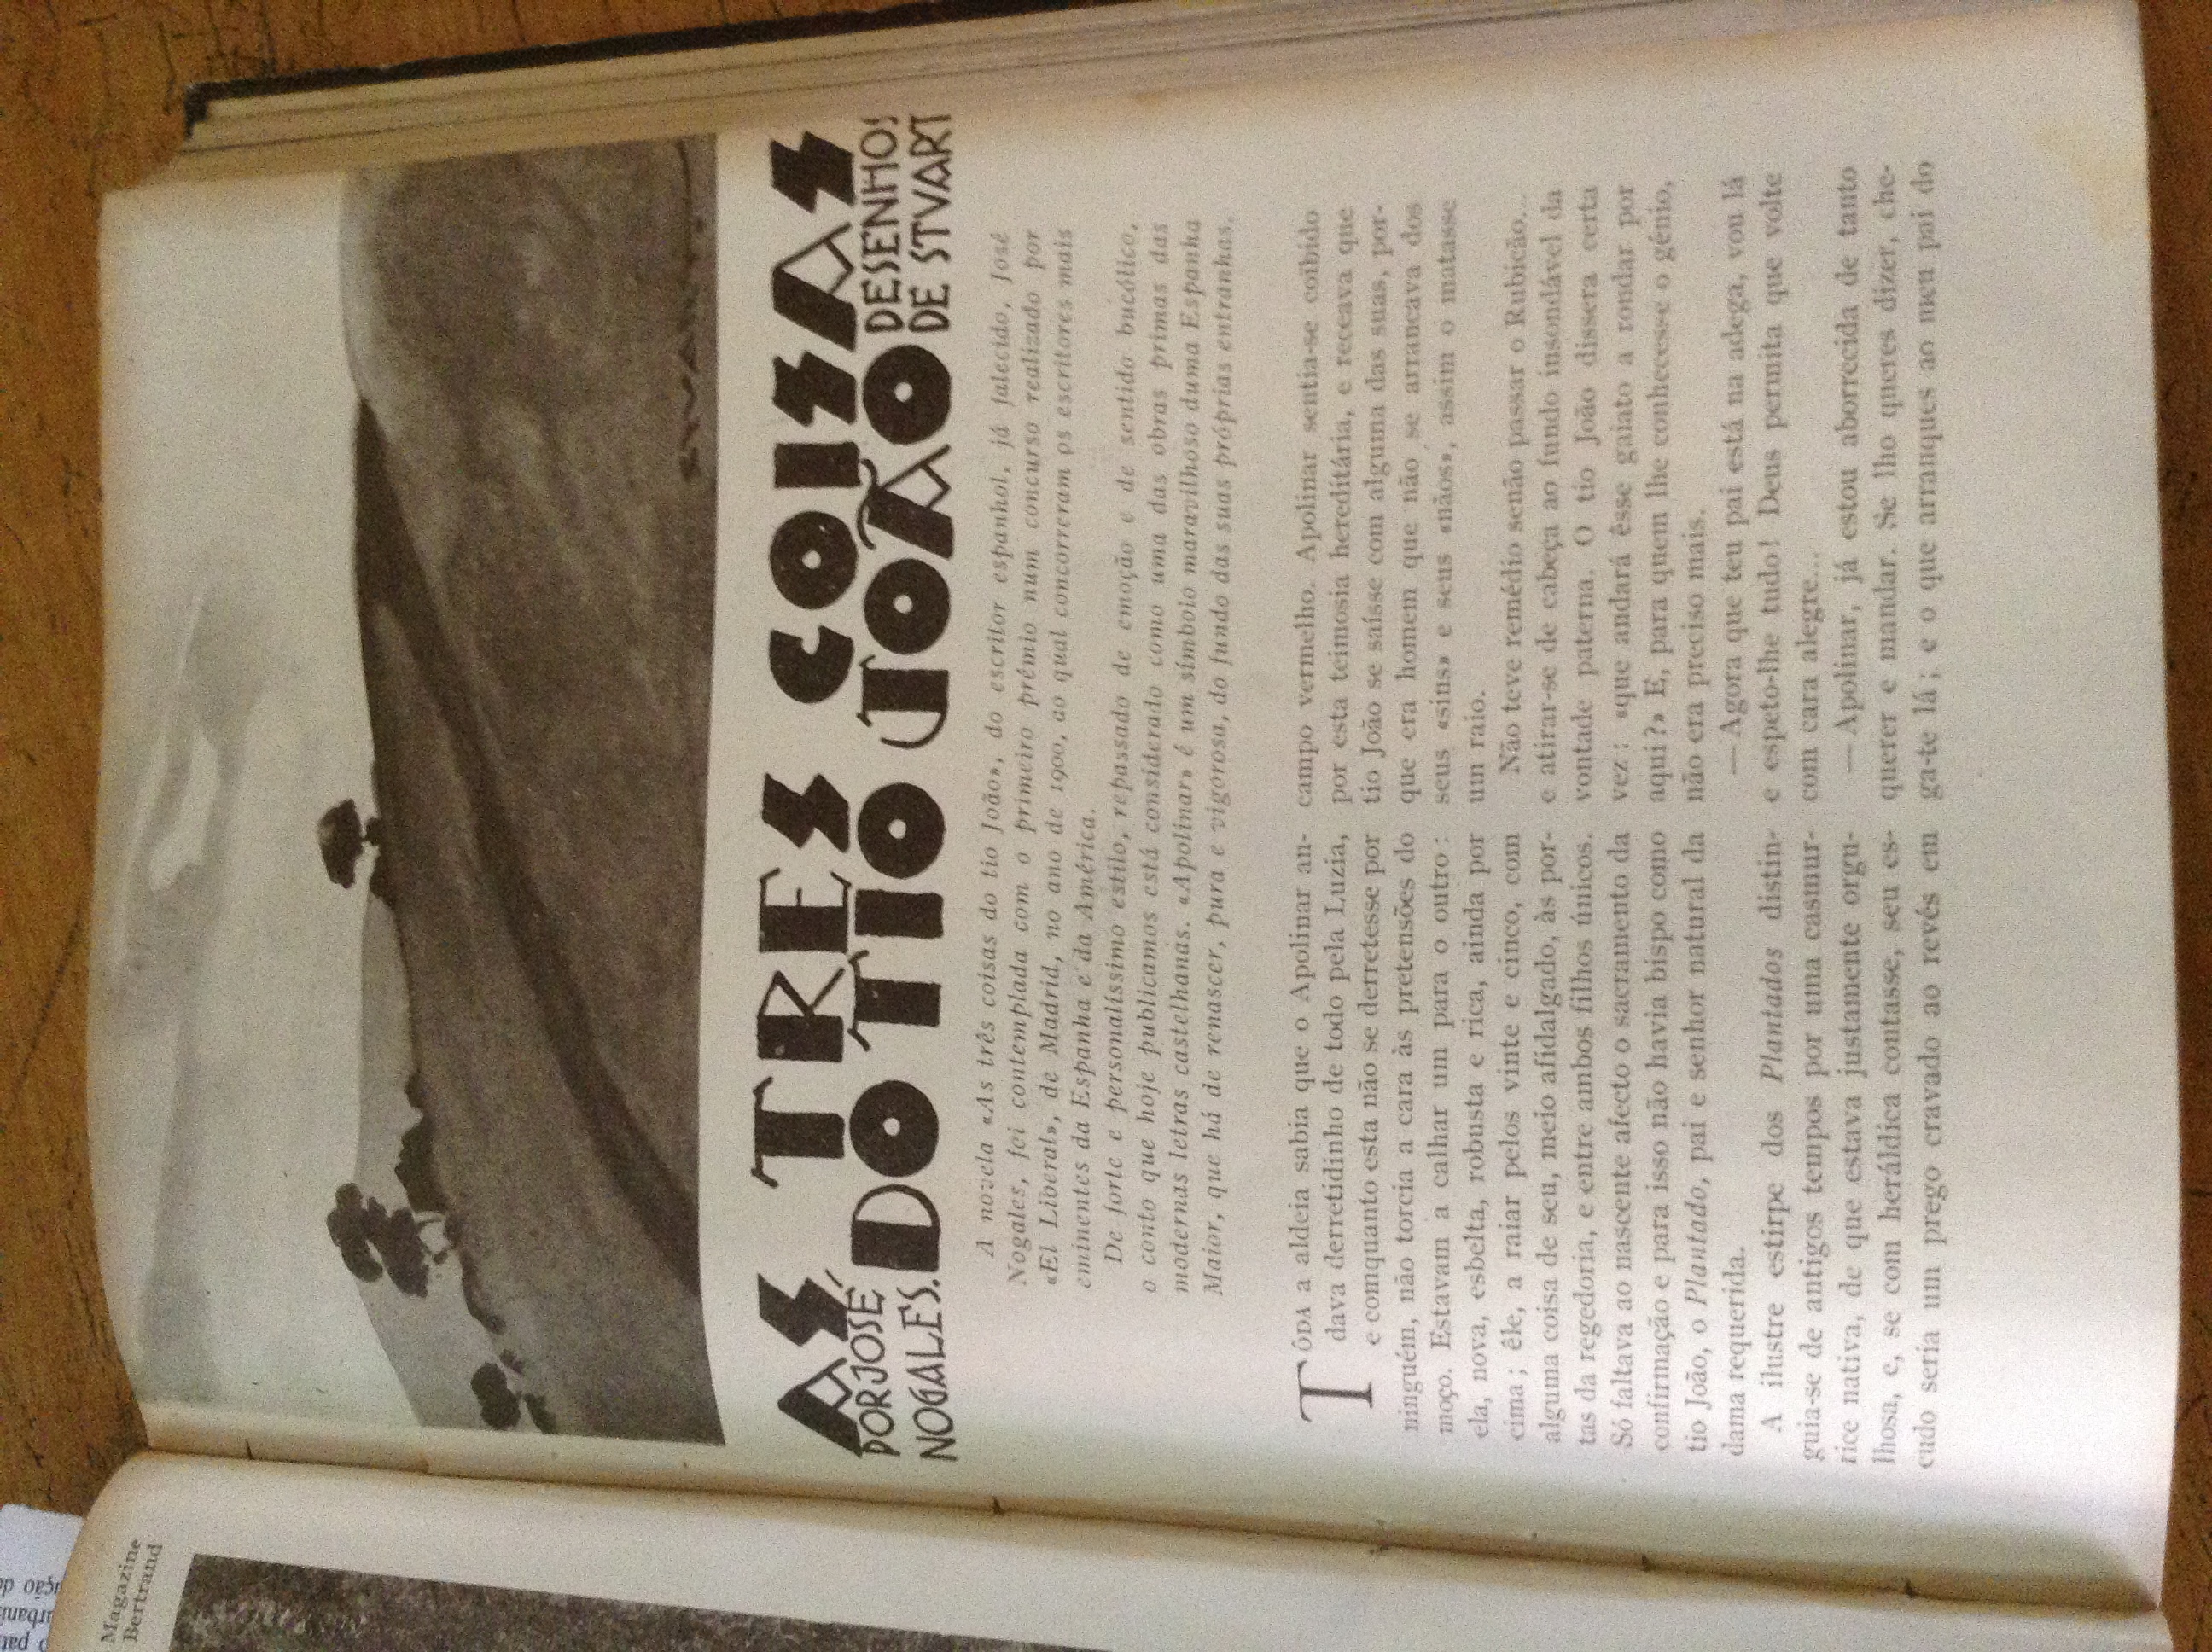 Magazine
Bertrand
STVART
AS TRES COISAS
POR JOSÉ
NOGALES.
DO TIO JOÃO
DESENHO!
DE STVART
A novela «As três coisas do tio João», do escritor espanhol, já falecido, José
Nogales, foi contemplada com o primeiro prémio num concurso realizado por
«El Liberal», de Madrid, no ano de 1900, ao qual concorreram os escritores mais
eminentes da Espanha e da América.
De forte e personalíssimo estilo, repassado de emoção e de sentido bucólico,
o conto que hoje publicamos está considerado como uma das obras primas das
modernas letras castelhanas. «Apolinar» é um símbolo maravilhoso duma Espanha
Maior, que há de renascer, pura e vigorosa, do fundo das suas próprias entranhas.
TÔDA a aldeia sabia que o Apolinar an-
dava derretidinho de todo pela Luzia,
e comquanto esta não se derretesse por
ninguém, não torcia a cara às pretensões do
moço. Estavam a calhar um para o outro:
ela, nova, esbelta, robusta e rica, ainda por
cima; êle, a raiar pelos vinte e cinco, com
alguma coisa de seu, meio afidalgado, às por-
tas da regedoria, e entre ambos filhos únicos.
Só faltava ao nascente afecto o sacramento da
confirmação e para isso não havia bispo como
tio João, o Plantado, pai e senhor natural da
dama requerida.
A ilustre estirpe dos Plantados distin-
guia-se de antigos tempos por uma casmur-
rice nativa, de que estava justamente orgu-
lhosa, e, se com heráldica contasse, seu es-
cudo seria um prego cravado ao revés em
campo vermelho. Apolinar sentia-se coïbido
por esta teimosia hereditária, e receava que
tio João se saísse com alguma das suas, por-
que era homem que não se arrancava dos
seus «sins» e seus «nãos», assim o matasse
um raio.
Não teve remédio senão passar o Rubicão...
e atirar-se de cabeça ao fundo insondável da
vontade paterna. O tio João dissera certa
vez: «que andará êsse gaiato a rondar por
aqui?» E, para quem lhe conhecesse o génio,
não era preciso mais.
—Agora que teu pai está na adega, vou lá
e espeto-lhe tudo! Deus permita que volte
com cara alegre...
—Apolinar, já estou aborrecida de tanto
querer e mandar. Se lho queres dizer, che-
ga-te lá; e o que arranques ao meu pai do